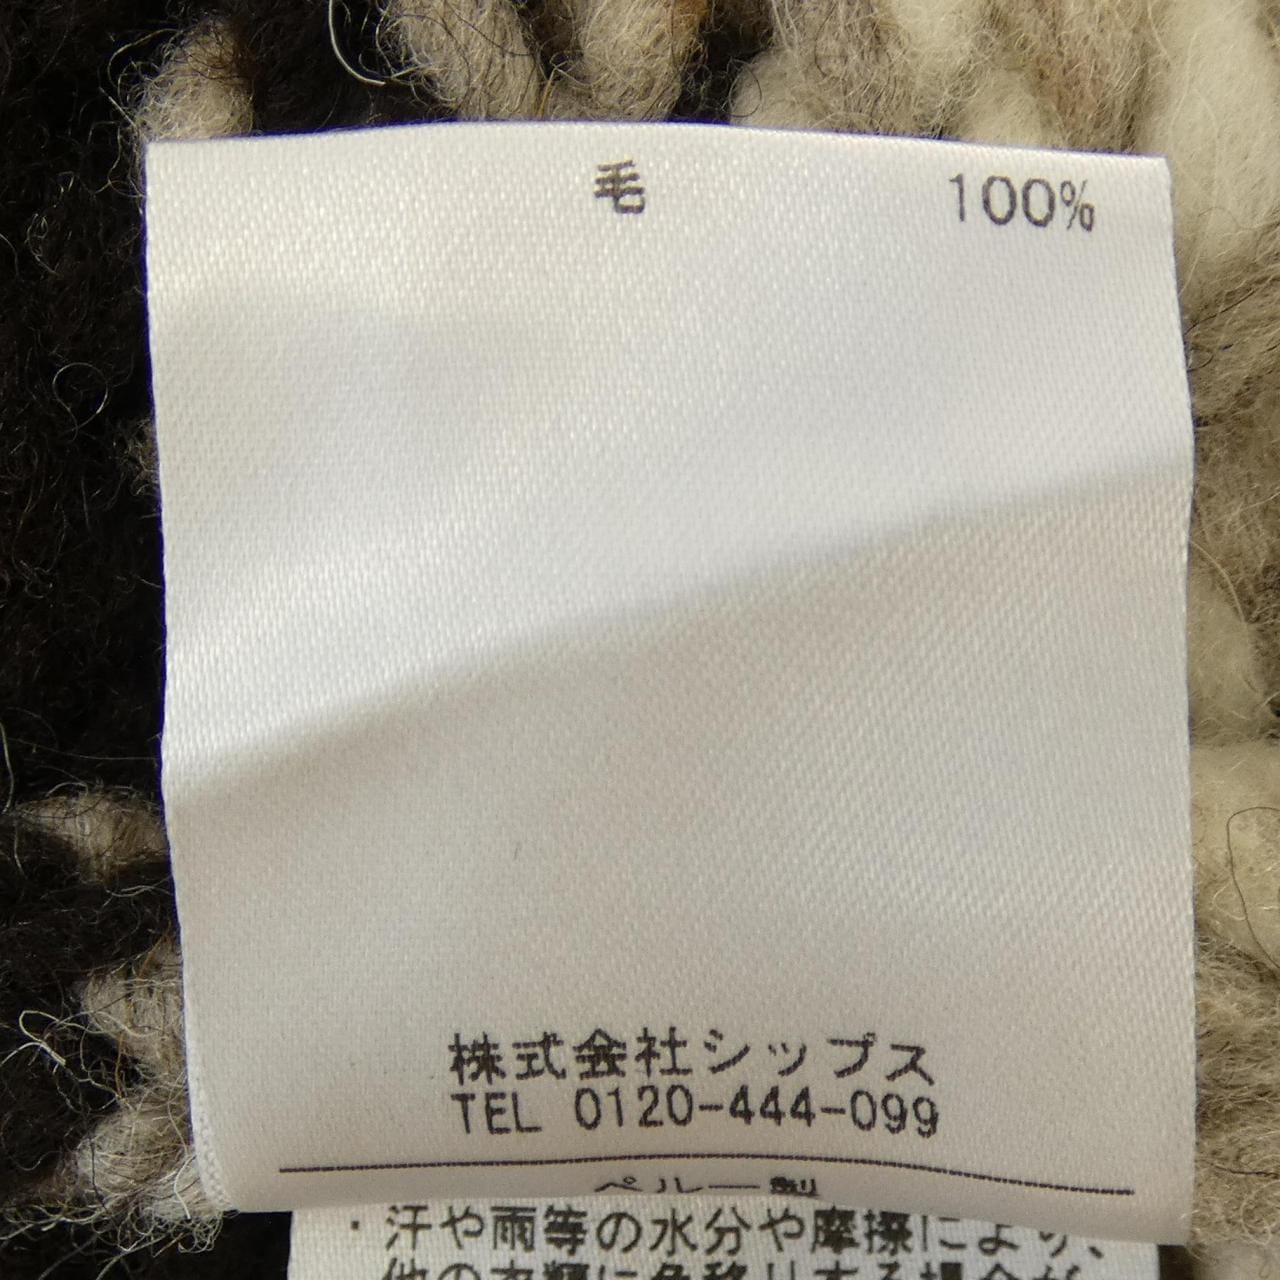 毛 100%
株式会社シップス
TEL 0120-444-099
ペルー製
・汗や雨等の水分や摩擦により、
他の衣類に色移りする場合が